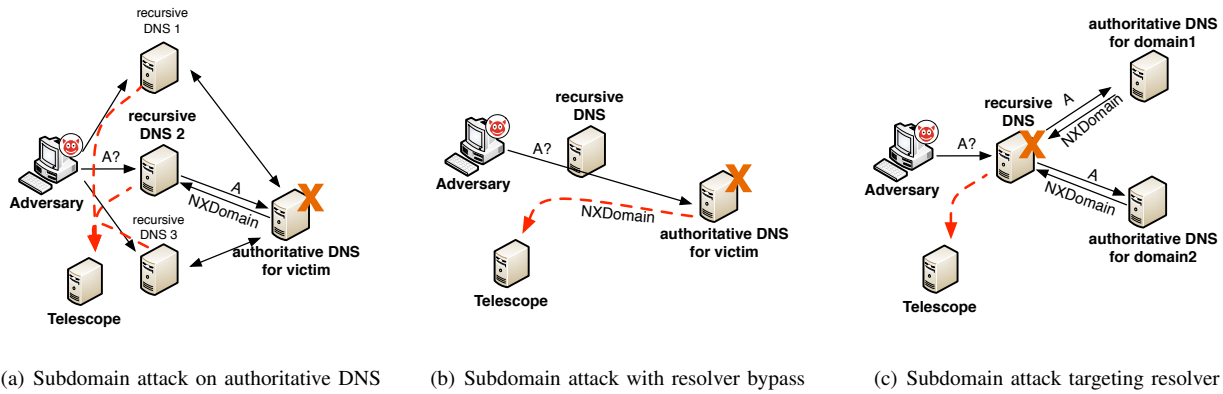 recursive
DNS 1
recursive
DNS 2
A?
Adversary
A
NXDomain
recursive
DNS 3
authoritative DNS
for victim
Telescope
(a) Subdomain attack on authoritative DNS
recursive
DNS
A?
Adversary
NXDomain
authoritative DNS
for victim
Telescope
(b) Subdomain attack with resolver bypass
authoritative DNS
for domain1
recursive
DNS
A
NXDomain
A?
Adversary
A
NXDomain
authoritative DNS
for domain2
Telescope
(c) Subdomain attack targeting resolver